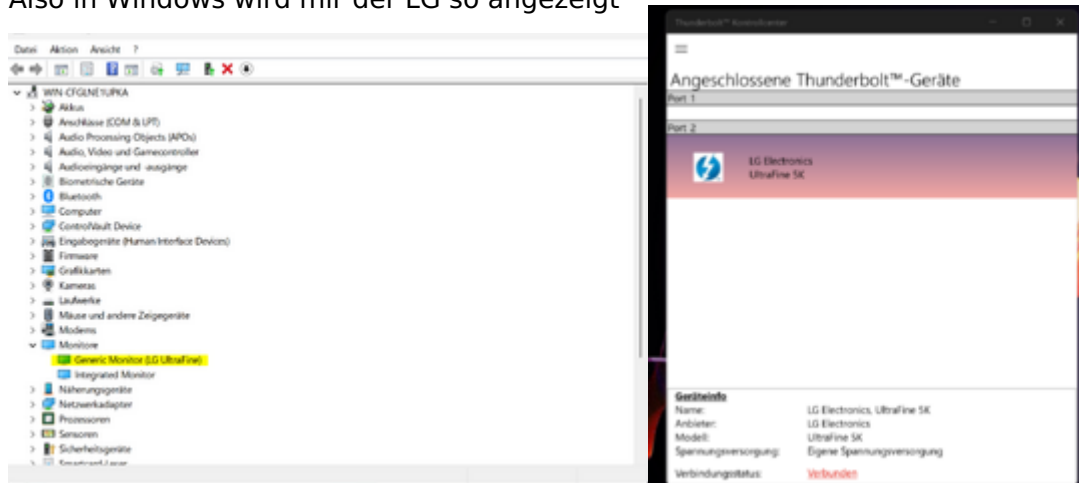 Also in Windows wird mir der LG so angezeigt
Datei Aktion Ansicht ?
WIN-CFGLNE1UPKA
Akkus
Anschlüsse (COM & LPT)
Audio Processing Objects (APOs)
Audio, Video und Gamecontroller
Audioeingänge und -ausgänge
Biometrische Geräte
Bluetooth
Computer
ControlVault Device
Eingabegeräte (Human Interface Devices)
Firmware
Grafikkarten
Kameras
Laufwerke
Mäuse und andere Zeigegeräte
Modems
Monitore
Generic Monitor (LG UltraFine)
Integrated Monitor
Näherungsgeräte
Netzwerkadapter
Prozessoren
Sensoren
Sicherheitsgeräte
Smartcard-Leser
Thunderbolt™ Kontrollcenter
Angeschlossene Thunderbolt™-Geräte
Port 1
Port 2
LG Electronics
UltraFine 5K
Geräteinfo
Name: LG Electronics, UltraFine 5K
Anbieter: LG Electronics
Modell: UltraFine 5K
Spannungsversorgung: Eigene Spannungsversorgung
Verbindungsstatus: Verbunden